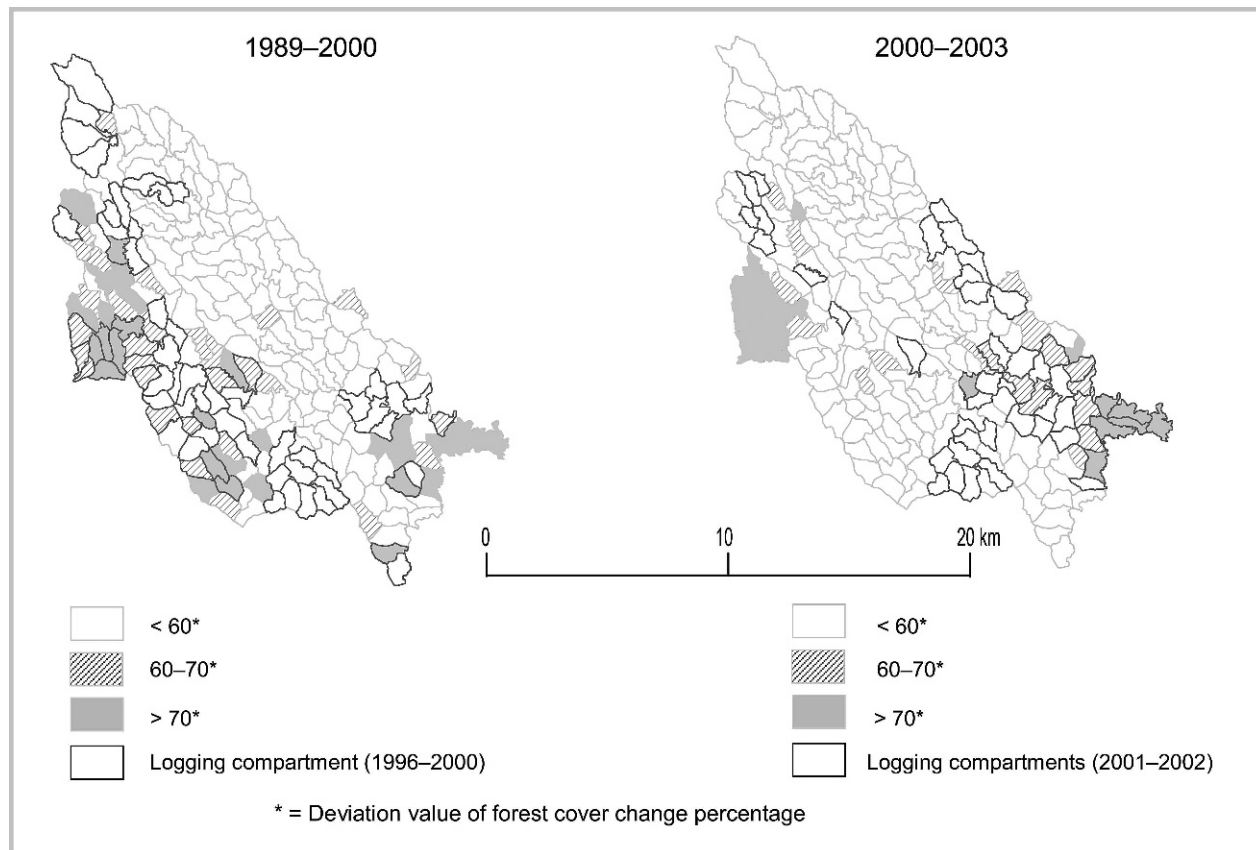 1989–2000
2000–2003
0 10 20 km
< 60*
60–70*
> 70*
Logging compartment (1996–2000)
< 60*
60–70*
> 70*
Logging compartments (2001–2002)
* = Deviation value of forest cover change percentage